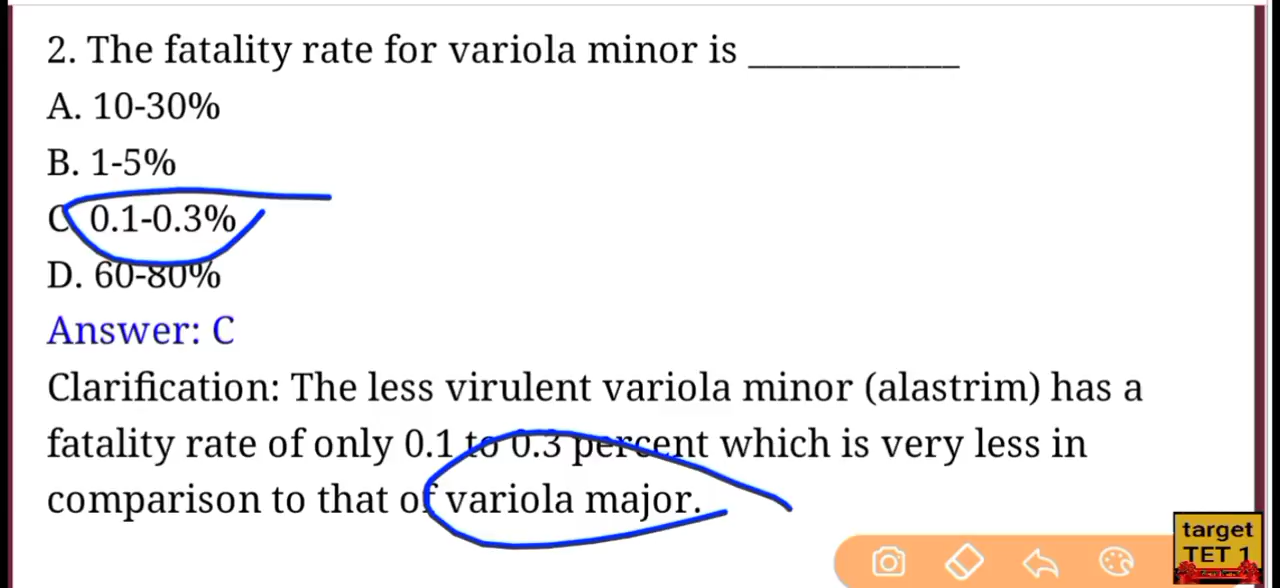 2. The fatality rate for variola minor is ____________
A. 10-30%
B. 1-5%
C. 0.1-0.3%
D. 60-80%
Answer: C
Clarification: The less virulent variola minor (alastrim) has a
fatality rate of only 0.1 to 0.3 percent which is very less in
comparison to that of variola major.
target
TET 1